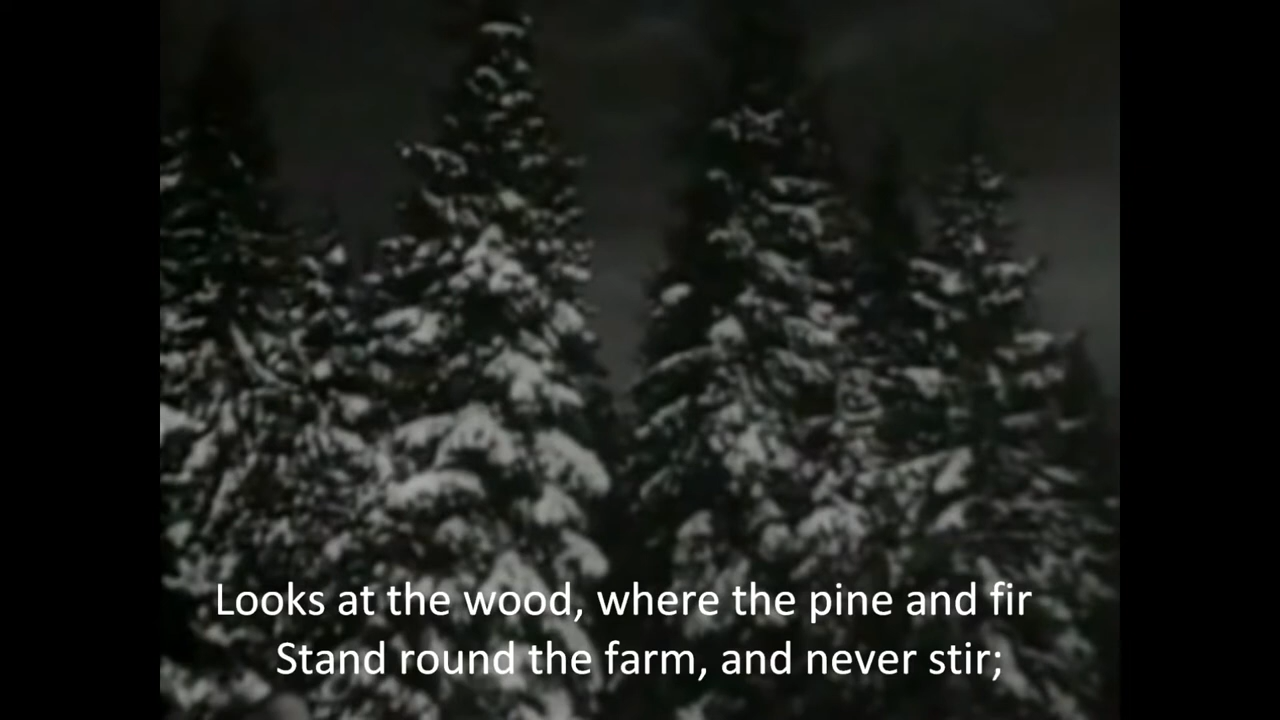 Looks at the wood, where the pine and fir
Stand round the farm, and never stir;